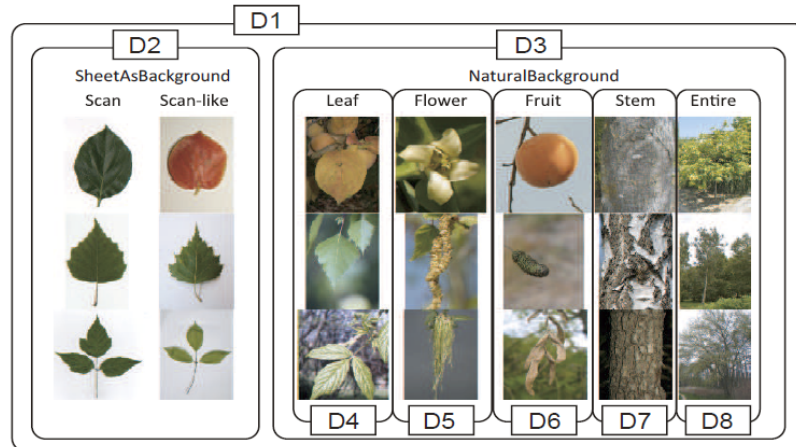 D1
D2
D3
SheetAsBackground
NaturalBackground
Scan
Scan-like
Leaf
Flower
Fruit
Stem
Entire
D4
D5
D6
D7
D8